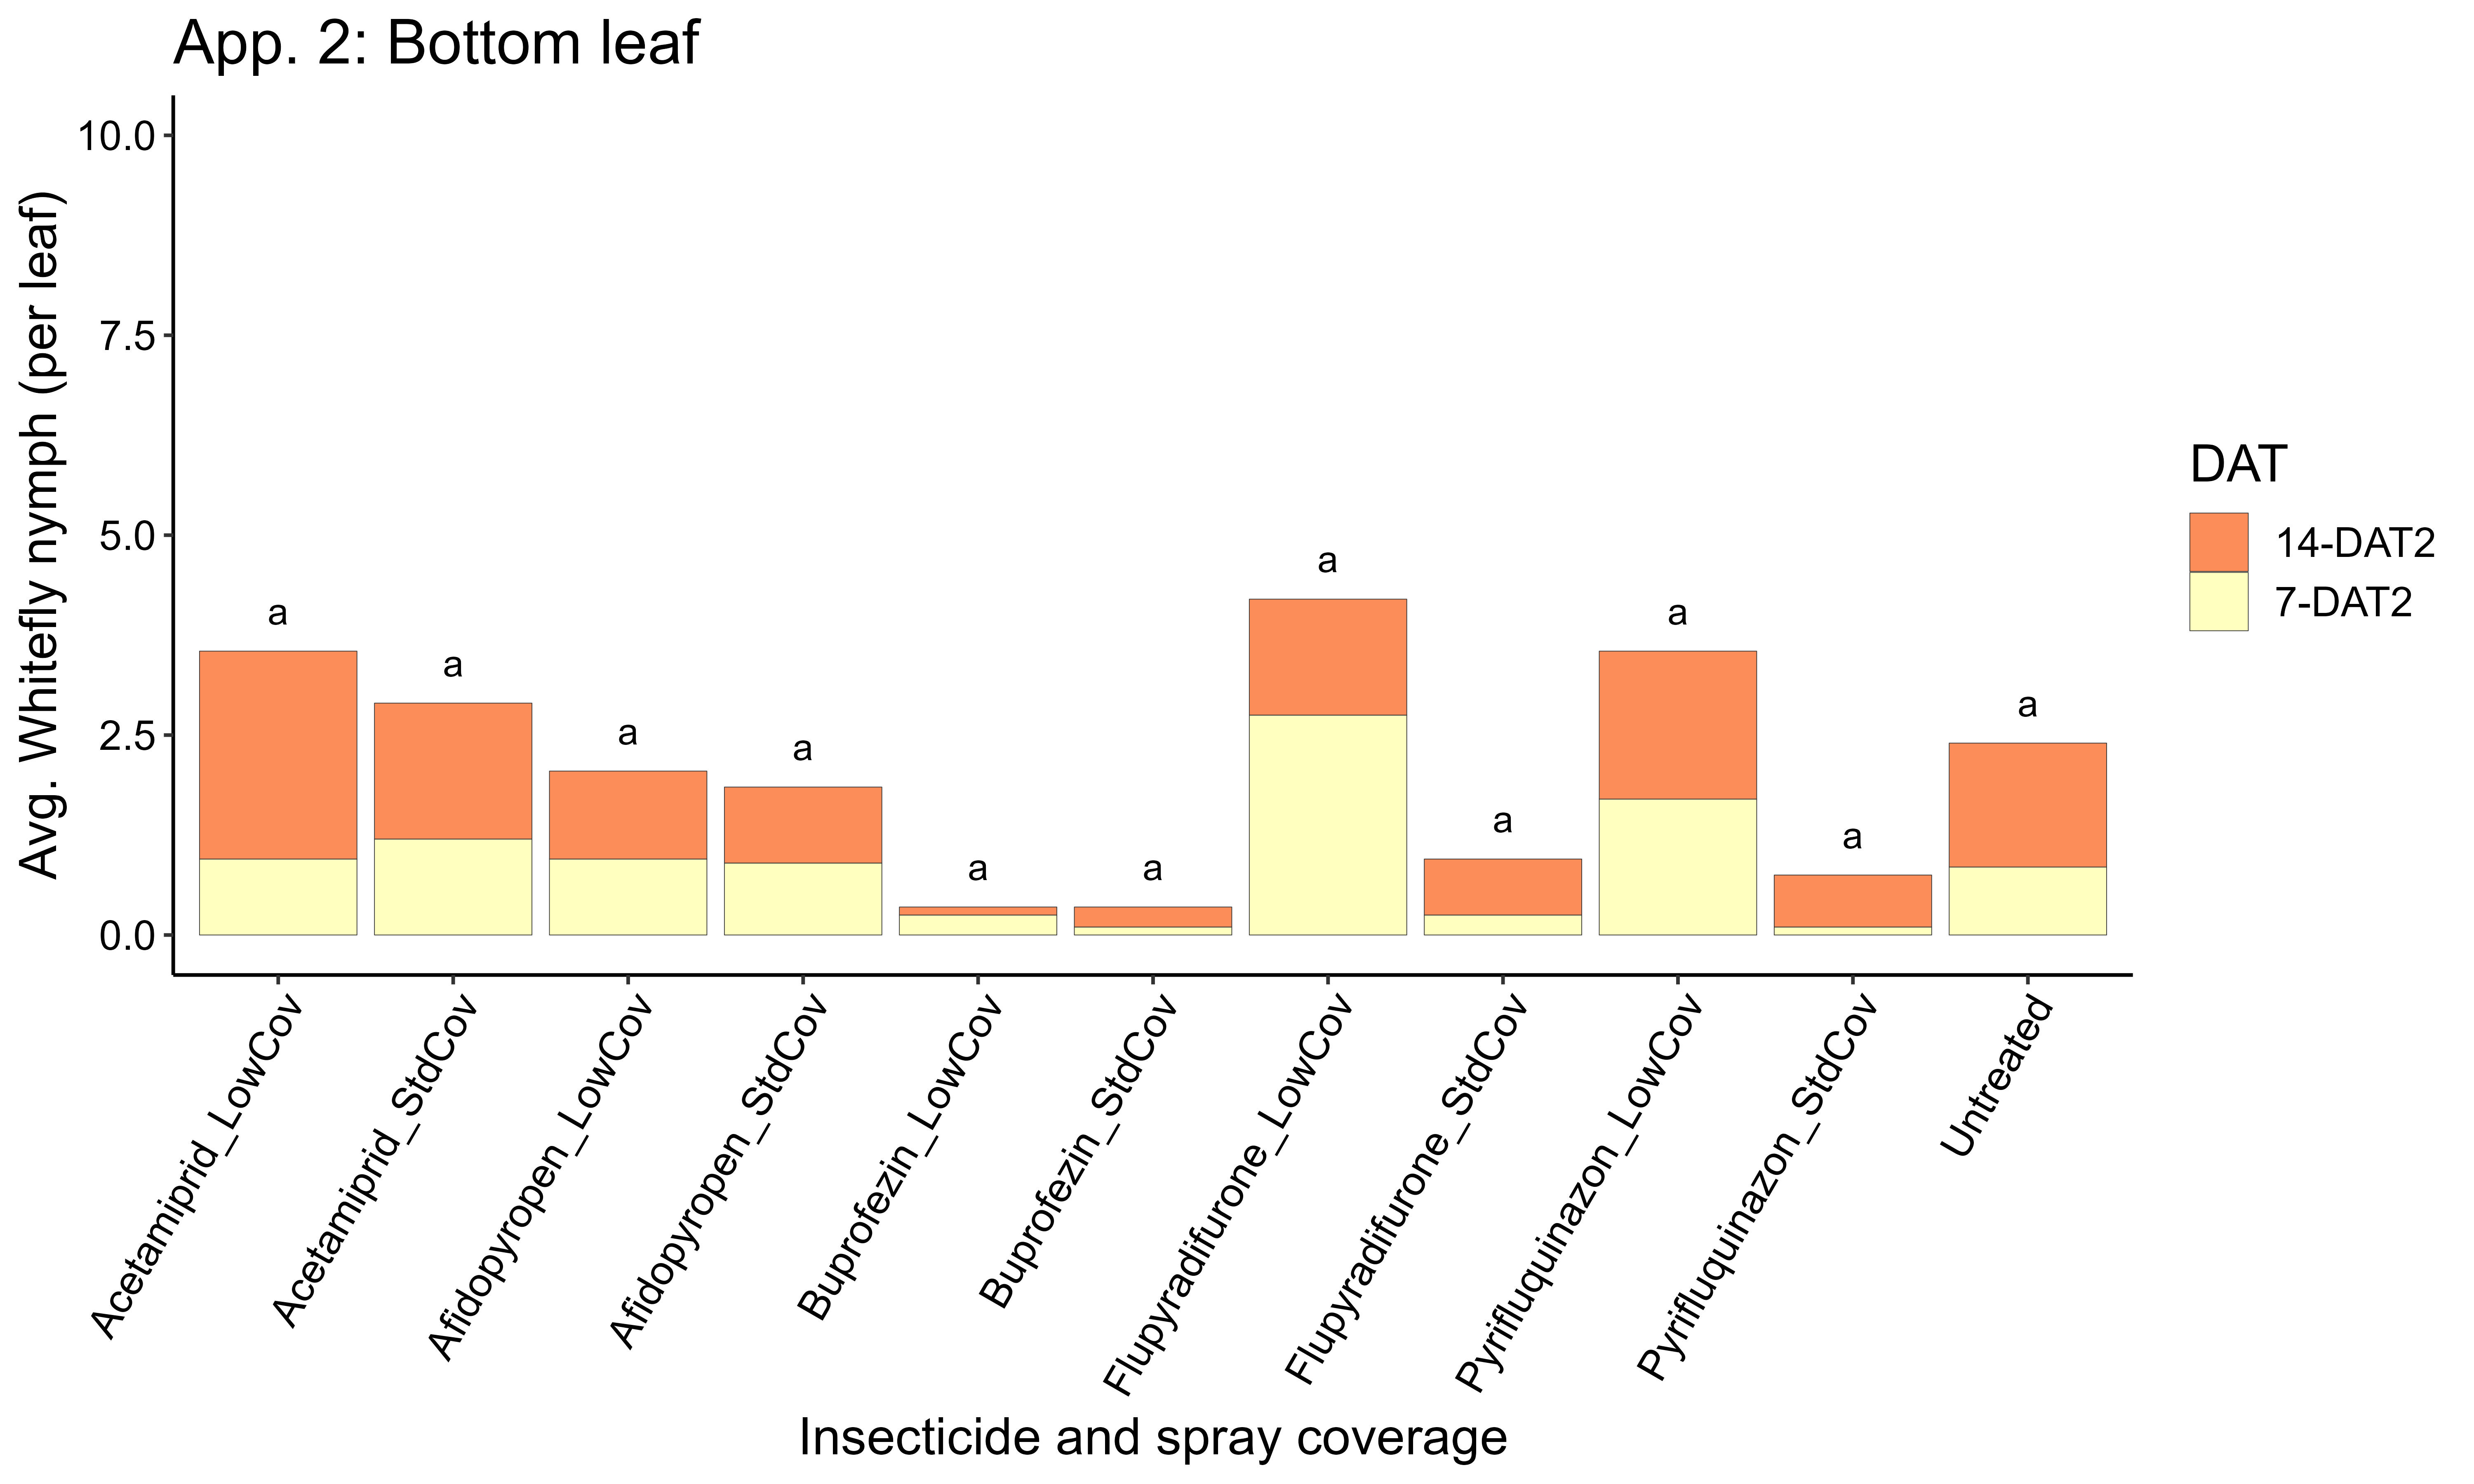 App. 2: Bottom leaf
Avg. Whitefly nymph (per leaf)
10.0
7.5
5.0
2.5
0.0
a
a
a
a
a
a
a
a
a
a
a
Acetamiprid_LowCov
Acetamiprid_StdCov
Afidopyropen_LowCov
Afidopyropen_StdCov
Buprofezin_LowCov
Buprofezin_StdCov
Flupyradifurone_LowCov
Flupyradifurone_StdCov
Pyrifluquinazon_LowCov
Pyrifluquinazon_StdCov
Untreated
Insecticide and spray coverage
DAT
14-DAT2
7-DAT2